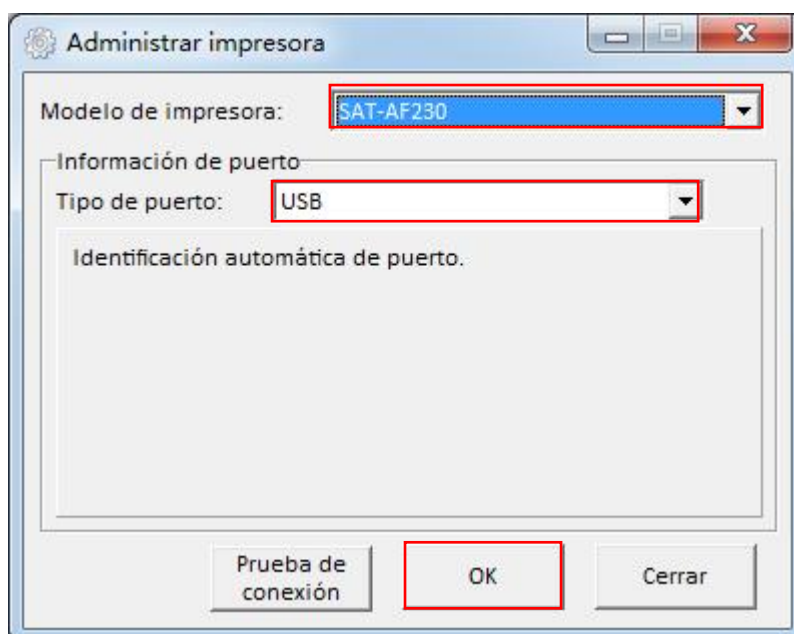 Administrar impresora
Modelo de impresora: SAT-AF230
Información de puerto
Tipo de puerto: USB
Identificación automática de puerto.
Prueba de
conexión
OK
Cerrar